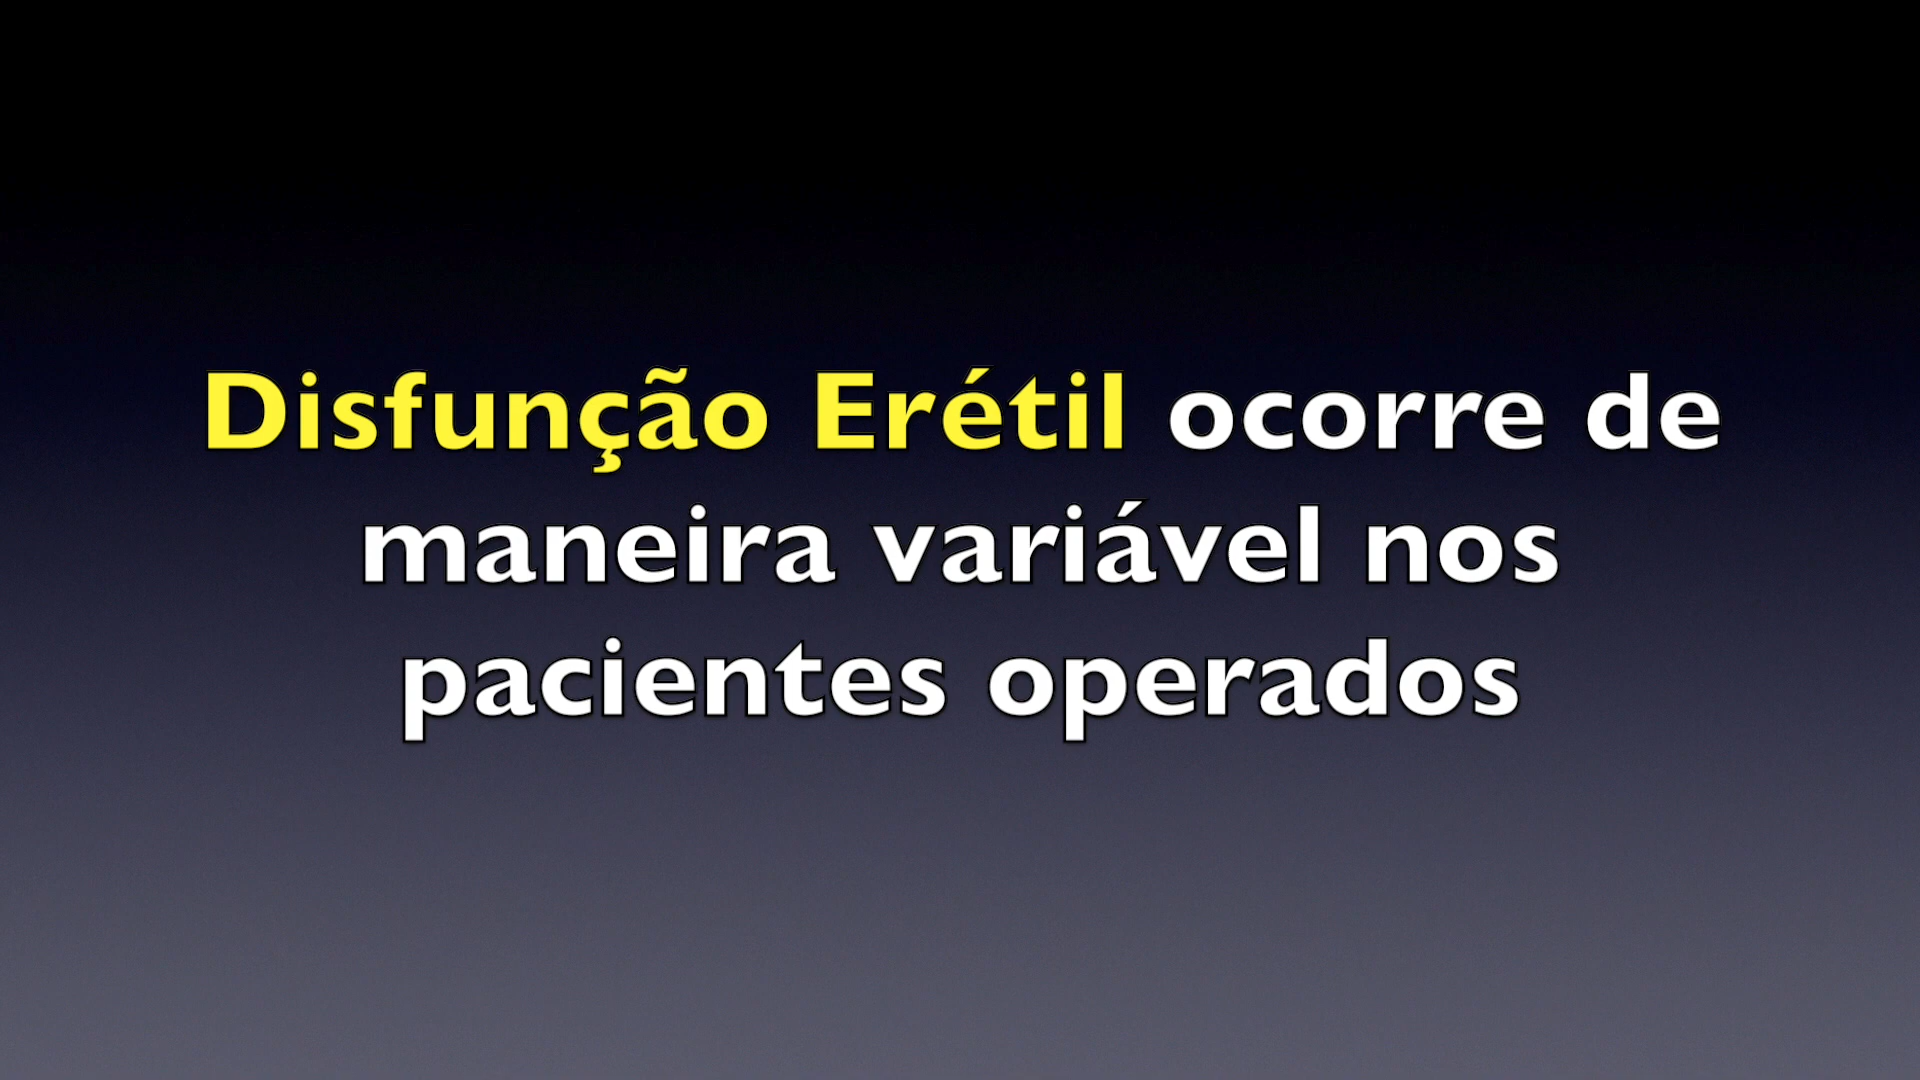 Disfunção Erétil ocorre de
maneira variável nos
pacientes operados